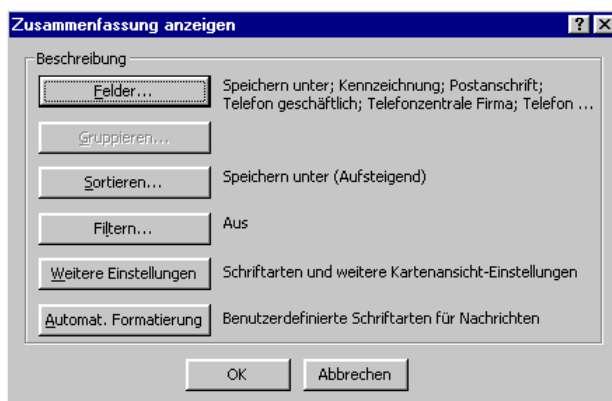 Zusammenfassung anzeigen
Beschreibung
Felder...
Speichern unter; Kennzeichnung; Postanschrift;
Telefon geschäftlich; Telefonzentrale Firma; Telefon ...
Gruppieren...
Sortieren...
Speichern unter (Aufsteigend)
Filtern...
Aus
Weitere Einstellungen
Schriftarten und weitere Kartenansicht-Einstellungen
Automat. Formatierung
Benutzerdefinierte Schriftarten für Nachrichten
OK
Abbrechen